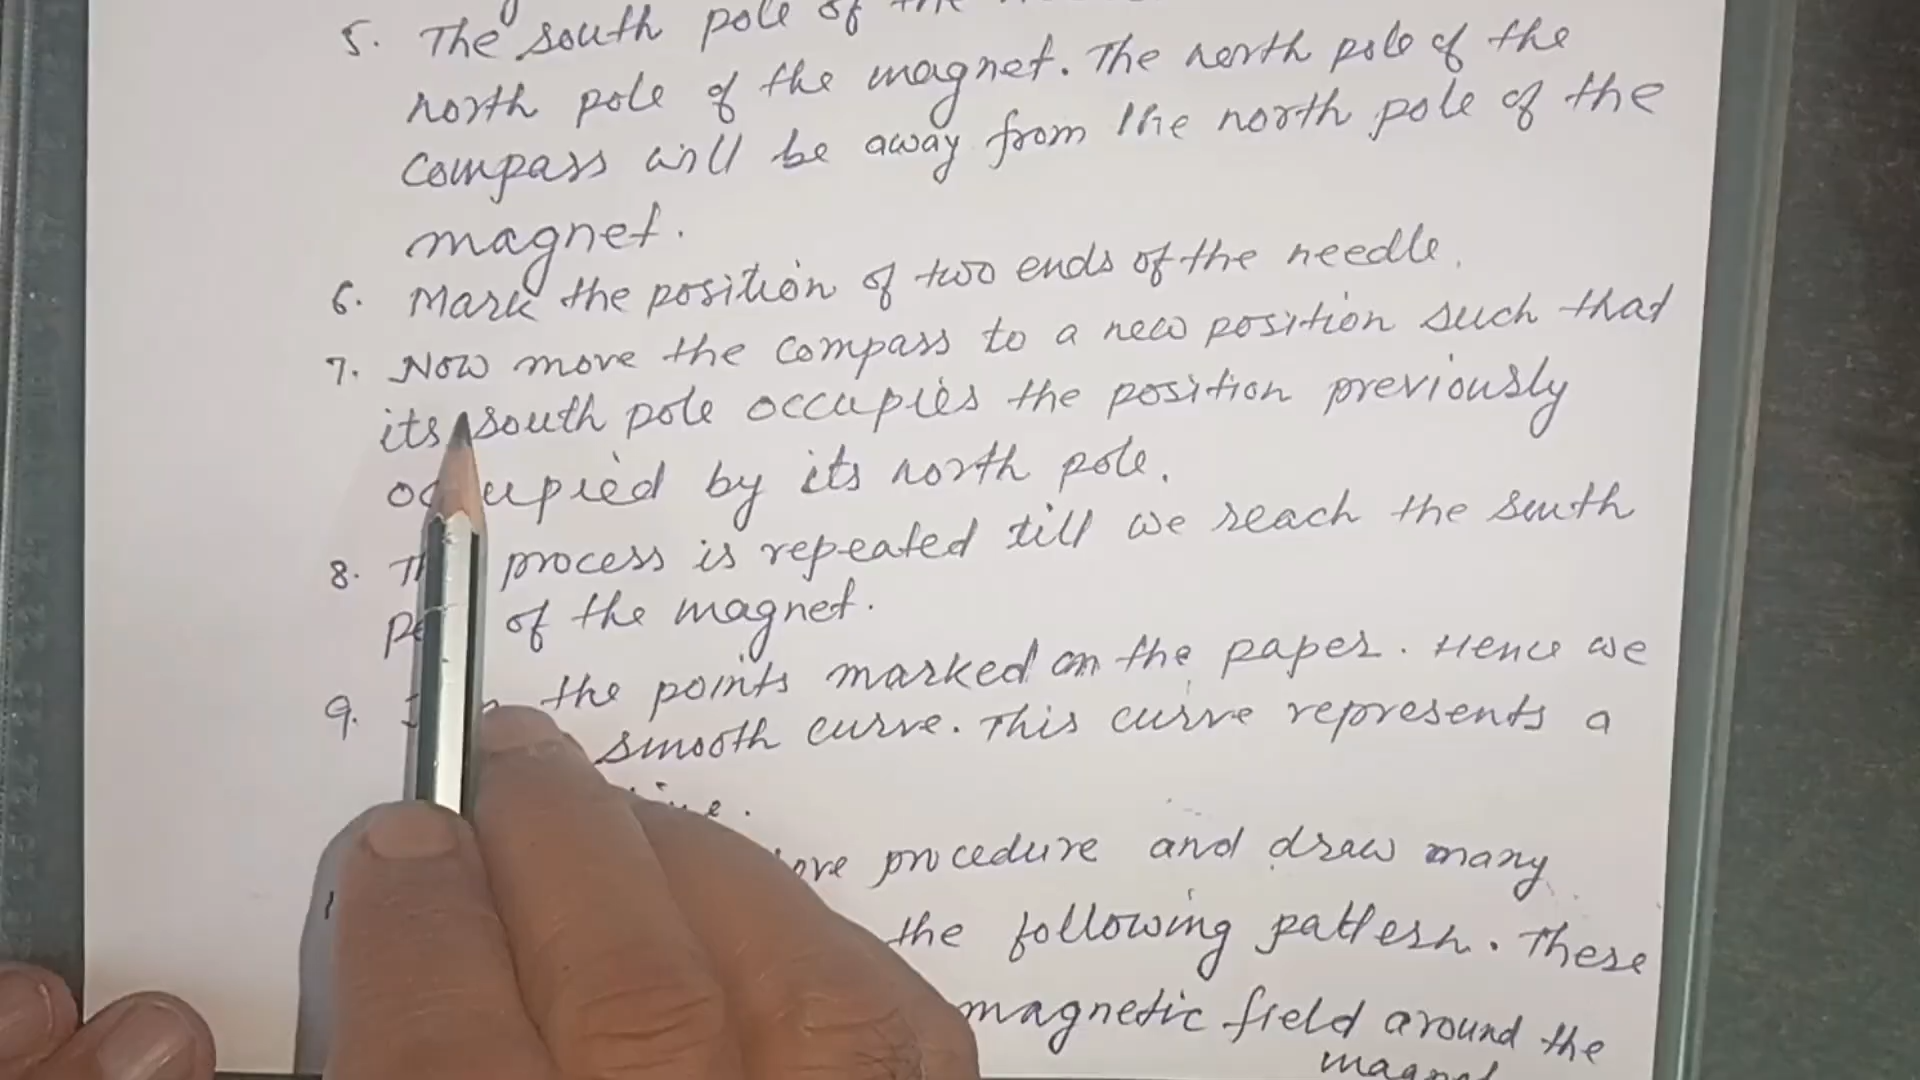 5. The south pole of the
north pole of the magnet. The north pole of the
compass will be away from the north pole of the
magnet.
6. Mark the position of two ends of the needle.
7. Now move the compass to a new position such that
its south pole occupies the position previously
occupied by its north pole.
8. process is repeated till we reach the south
of the magnet.
9. the points marked on the paper. Hence we
smooth curve. This curve represents a
procedure and draw many
the following pattern. These
magnetic field around the